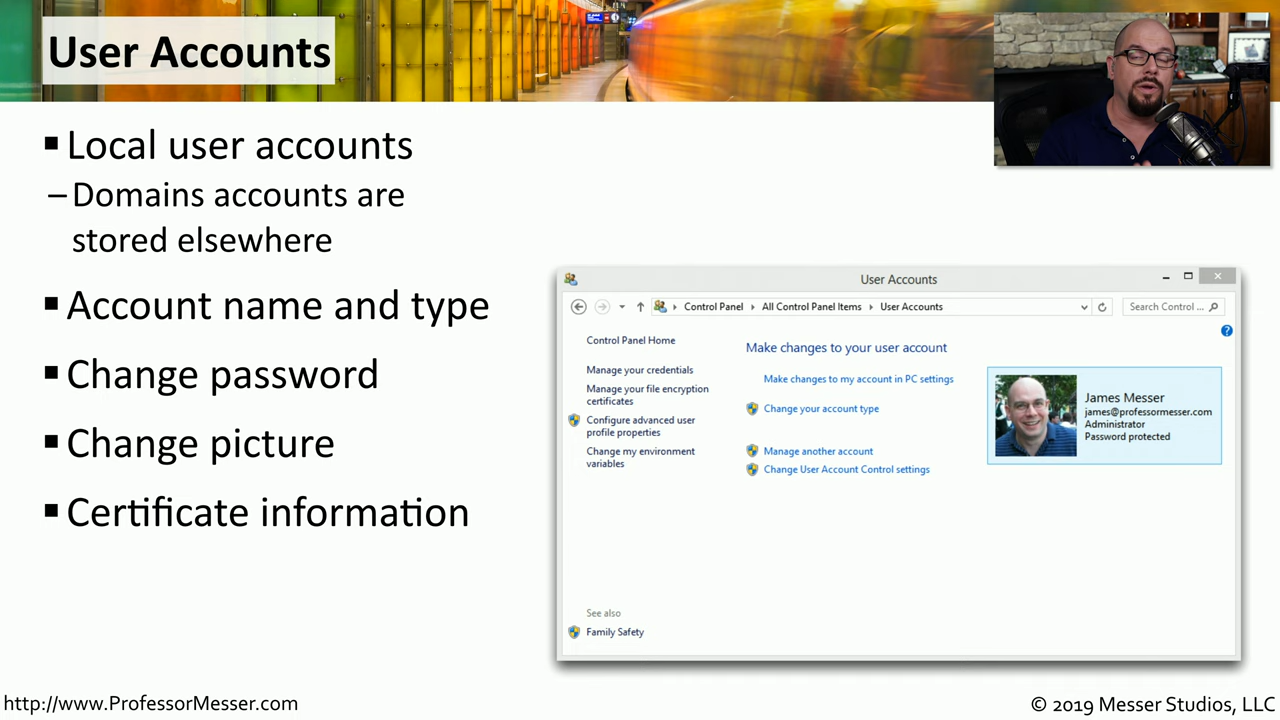 User Accounts
▪ Local user accounts
– Domains accounts are
stored elsewhere
▪ Account name and type
▪ Change password
▪ Change picture
▪ Certificate information
User Accounts
Control Panel
All Control Panel Items
User Accounts
Search Control ...
Control Panel Home
Manage your credentials
Manage your file encryption
certificates
Configure advanced user
profile properties
Change my environment
variables
Make changes to your user account
Make changes to my account in PC settings
Change your account type
Manage another account
Change User Account Control settings
James Messer
james@professormesser.com
Administrator
Password protected
See also
Family Safety
http://www.ProfessorMesser.com
© 2019 Messer Studios, LLC